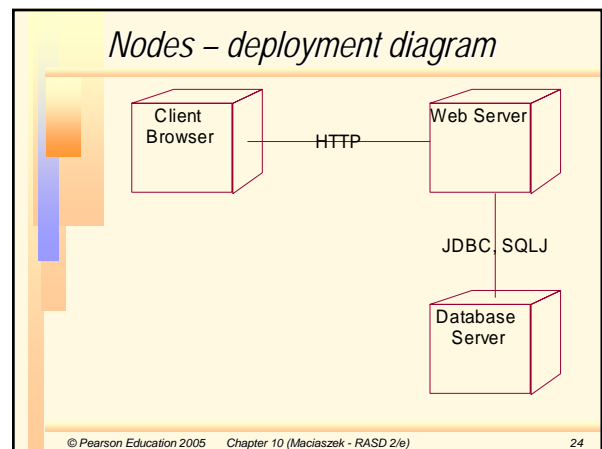 Nodes – deployment diagram
Client
Browser
HTTP
Web Server
JDBC, SQLJ
Database
Server
© Pearson Education 2005 Chapter 10 (Maciaszek - RASD 2/e) 24